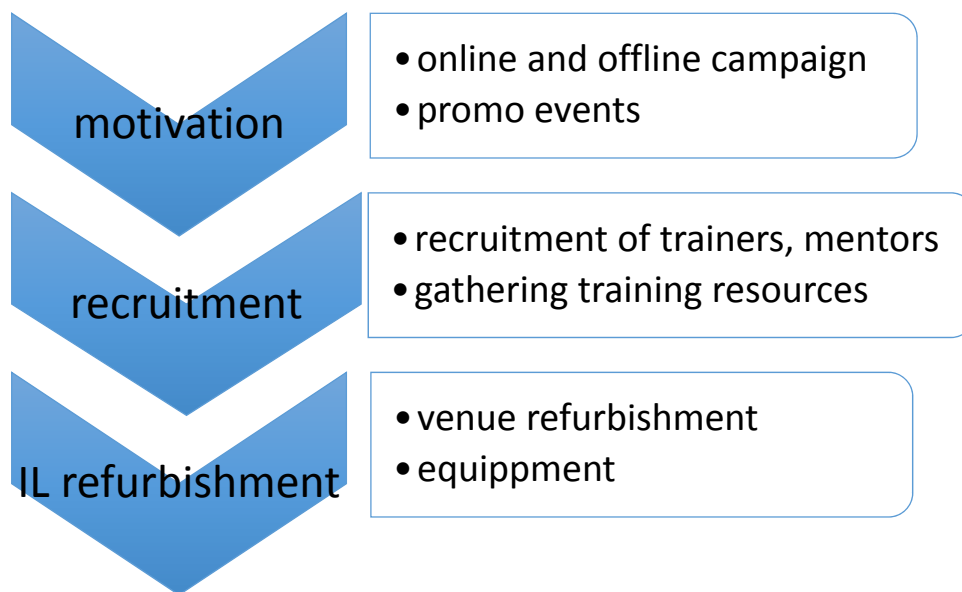 motivation
• online and offline campaign
• promo events
recruitment
• recruitment of trainers, mentors
• gathering training resources
IL refurbishment
• venue refurbishment
• equippment